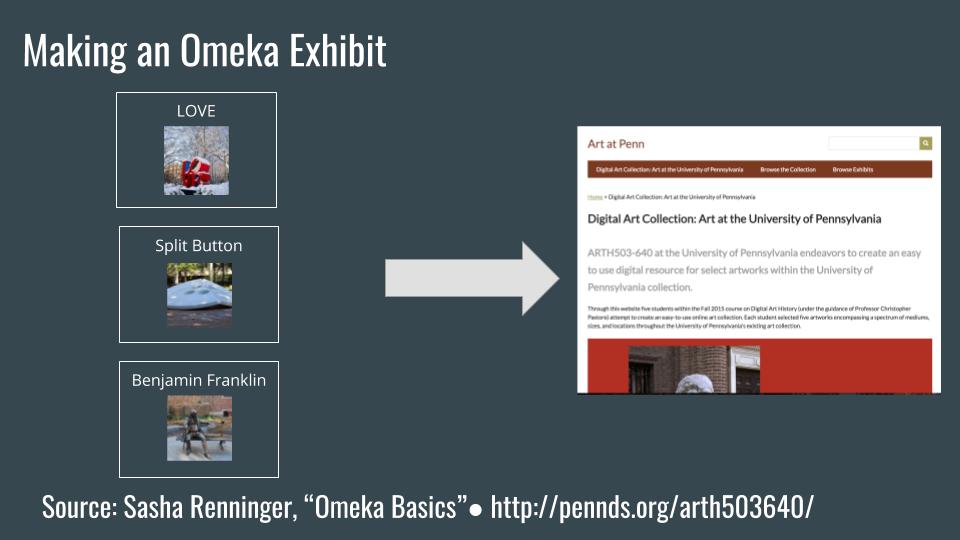 Making an Omeka Exhibit
LOVE
Split Button
Benjamin Franklin
Art at Penn
Digital Art Collection: Art at the University of Pennsylvania Browse the Collection Browse Exhibits
Home > Digital Art Collection: Art at the University of Pennsylvania
Digital Art Collection: Art at the University of Pennsylvania
ARTH503-640 at the University of Pennsylvania endeavors to create an easy
to use digital resource for select artworks within the University of
Pennsylvania collection.
Through this website five students within the Fall 2015 course on Digital Art History (under the guidance of Professor Christopher
Pastore) attempt to create an easy-to-use online art collection. Each student selected five artworks encompassing a spectrum of mediums,
sizes, and locations throughout the University of Pennsylvania's existing art collection.
Source: Sasha Renninger, “Omeka Basics”● http://pennds.org/arth503640/